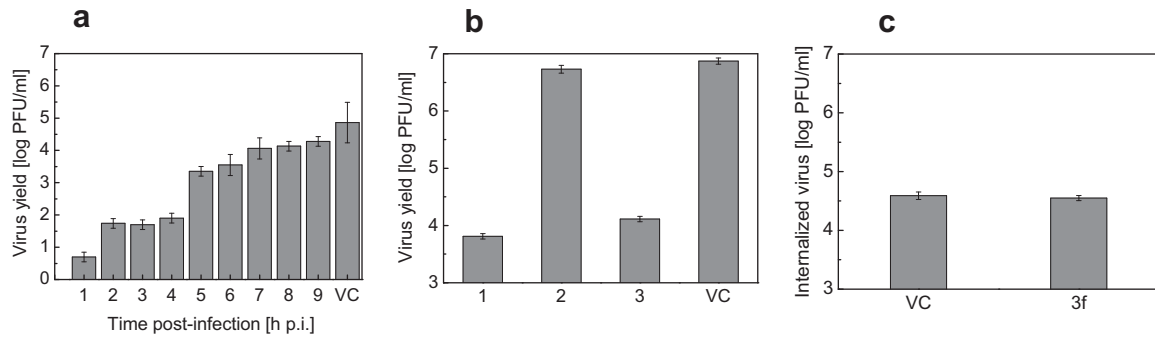 a
Virus yield [log PFU/ml]
7
6
5
4
3
2
1
0
1 2 3 4 5 6 7 8 9 VC
Time post-infection [h p.i.]
b
Virus yield [log PFU/ml]
7
6
5
4
3
1 2 3 VC
c
Internalized virus [log PFU/ml]
7
6
5
4
3
VC 3f